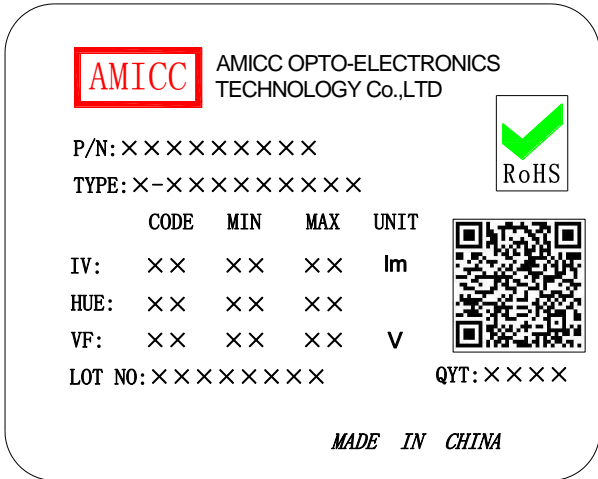 AMICC
AMICC OPTO-ELECTRONICS
TECHNOLOGY Co.,LTD
RoHS
P/N:×××××××××
TYPE:×-×××××××××
CODE MIN MAX UNIT
IV: ×× ×× ×× lm
HUE: ×× ×× ××
VF: ×× ×× ×× V
LOT NO:××××××××
QYT:××××
MADE IN CHINA